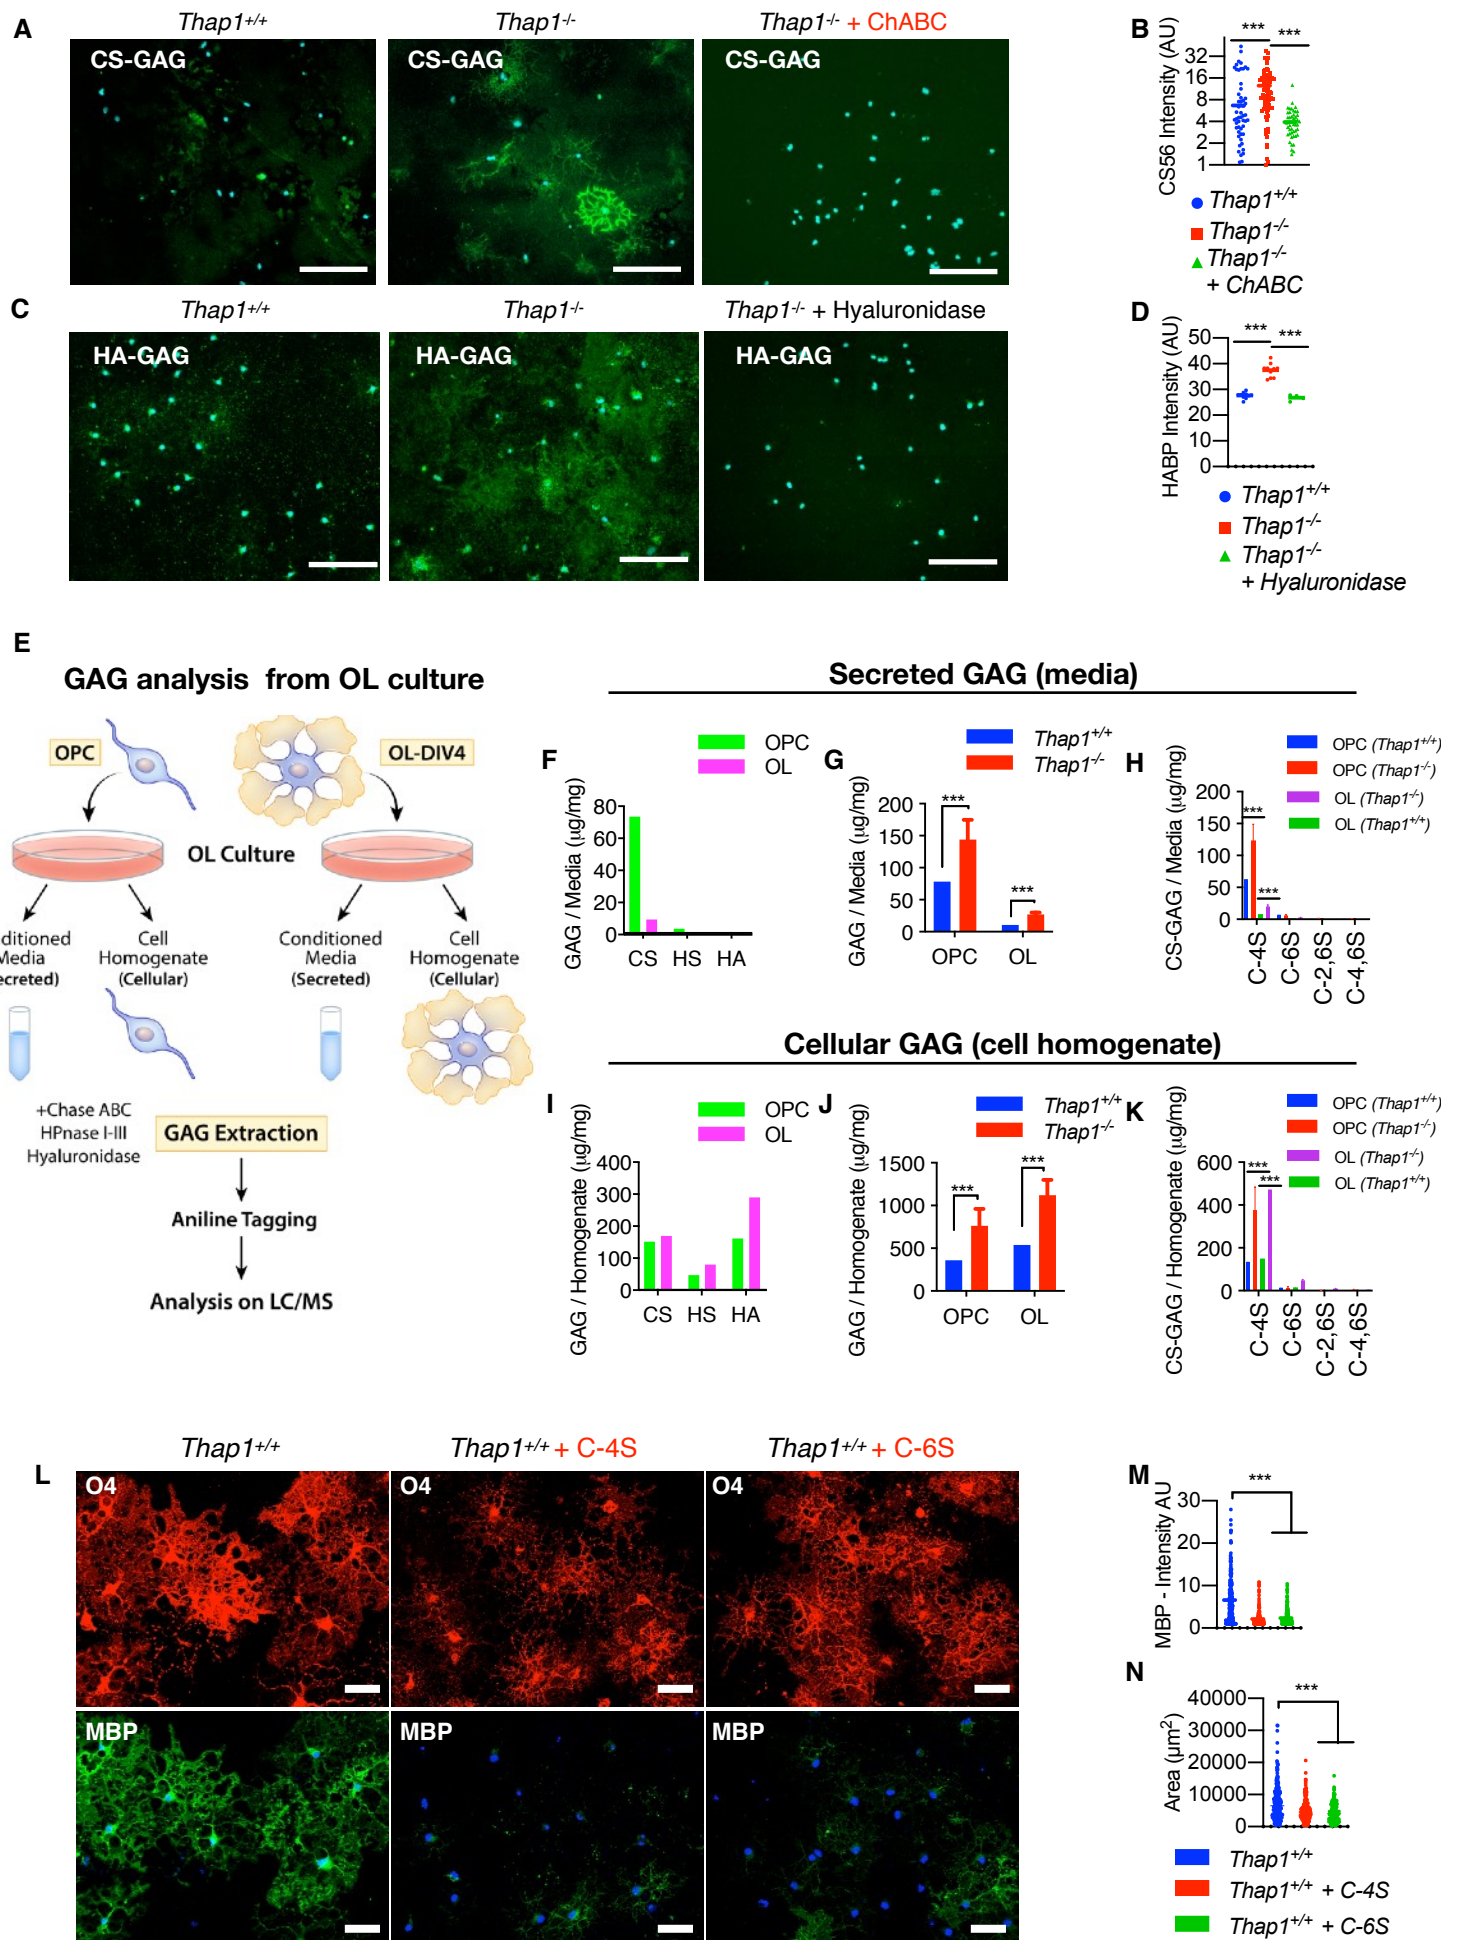 A
Thap1+/+
Thap1-/-
Thap1-/- + ChABC
CS-GAG
CS-GAG
CS-GAG
B
CS56 Intensity (AU)
***
***
32
16
8
4
2
1
Thap1+/+
Thap1-/-
Thap1-/-
+ ChABC
C
Thap1+/+
Thap1-/-
Thap1-/- + Hyaluronidase
HA-GAG
HA-GAG
HA-GAG
D
HABP Intensity (AU)
***
***
50
40
30
20
10
0
Thap1+/+
Thap1-/-
Thap1-/-
+ Hyaluronidase
E
GAG analysis from OL culture
OPC
OL-DIV4
OL Culture
ditioned
Media
ecreted)
Cell
Homogenate
(Cellular)
Conditioned
Media
(Secreted)
Cell
Homogenate
(Cellular)
+Chase ABC
HPnase I-III
Hyaluronidase
GAG Extraction
Aniline Tagging
Analysis on LC/MS
Secreted GAG (media)
F
OPC
OL
GAG / Media (µg/mg)
80
60
40
20
0
CS HS HA
G
Thap1+/+
Thap1-/-
GAG / Media (µg/mg)
200
150
100
50
0
***
***
OPC OL
H
OPC (Thap1+/+)
OPC (Thap1-/-)
OL (Thap1-/-)
OL (Thap1+/+)
CS-GAG / Media (µg/mg)
200
150
100
50
0
***
***
C-4S
C-6S
C-2,6S
C-4,6S
Cellular GAG (cell homogenate)
I
OPC
OL
GAG / Homogenate (µg/mg)
400
300
200
100
0
CS HS HA
J
Thap1+/+
Thap1-/-
GAG / Homogenate (µg/mg)
1500
1000
500
0
***
***
OPC OL
K
OPC (Thap1+/+)
OPC (Thap1-/-)
OL (Thap1-/-)
OL (Thap1+/+)
CS-GAG / Homogenate (µg/mg)
600
400
200
0
***
***
C-4S
C-6S
C-2,6S
C-4,6S
L
Thap1+/+
Thap1+/+ + C-4S
Thap1+/+ + C-6S
O4
O4
O4
MBP
MBP
MBP
M
MBP - Intensity AU
***
30
20
10
0
N
Area (µm2)
***
40000
30000
20000
10000
0
Thap1+/+
Thap1+/+ + C-4S
Thap1+/+ + C-6S